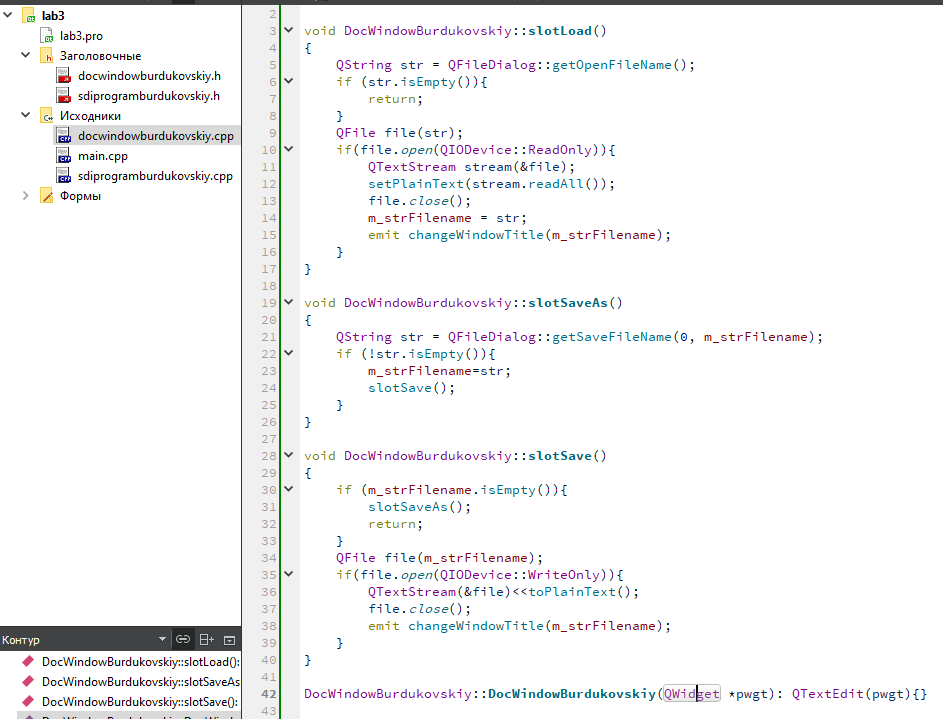 lab3
lab3.pro
Заголовочные
docwindowburdukovskiy.h
sdiprogramburdukovskiy.h
Исходники
docwindowburdukovskiy.cpp
main.cpp
sdiprogramburdukovskiy.cpp
Формы
Контур
DocWindowBurdukovskiy::slotLoad():
DocWindowBurdukovskiy::slotSaveAs
DocWindowBurdukovskiy::slotSave():
2
3 void DocWindowBurdukovskiy::slotLoad()
4 {
5     QString str = QFileDialog::getOpenFileName();
6     if (str.isEmpty()){
7         return;
8     }
9     QFile file(str);
10     if(file.open(QIODevice::ReadOnly)){
11         QTextStream stream(&file);
12         setPlainText(stream.readAll());
13         file.close();
14         m_strFilename = str;
15         emit changeWindowTitle(m_strFilename);
16     }
17 }
18
19 void DocWindowBurdukovskiy::slotSaveAs()
20 {
21     QString str = QFileDialog::getSaveFileName(0, m_strFilename);
22     if (!str.isEmpty()){
23         m_strFilename=str;
24         slotSave();
25     }
26 }
27
28 void DocWindowBurdukovskiy::slotSave()
29 {
30     if (m_strFilename.isEmpty()){
31         slotSaveAs();
32         return;
33     }
34     QFile file(m_strFilename);
35     if(file.open(QIODevice::WriteOnly)){
36         QTextStream(&file)<<toPlainText();
37         file.close();
38         emit changeWindowTitle(m_strFilename);
39     }
40 }
41
42 DocWindowBurdukovskiy::DocWindowBurdukovskiy(QWidget *pwgt): QTextEdit(pwgt){}
43